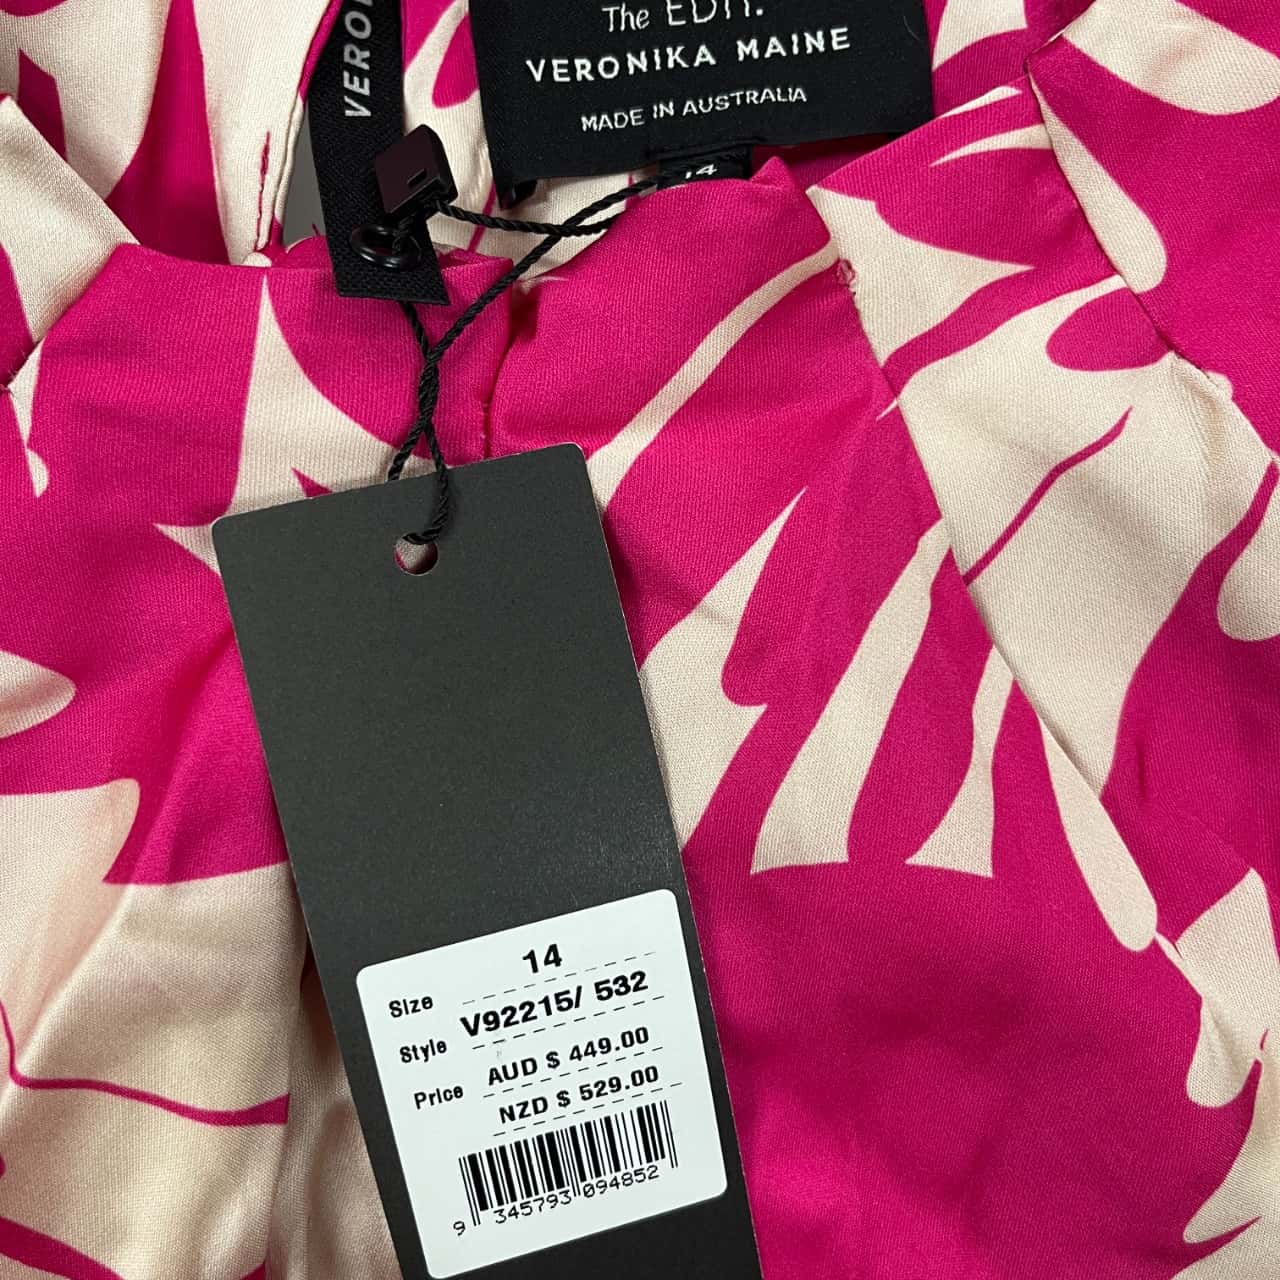 The EDIT.
VERONIKA MAINE
MADE IN AUSTRALIA
14
14
Size
V92215/ 532
Style
AUD $ 449.00
Price
NZD $ 529.00
9 345793 094852